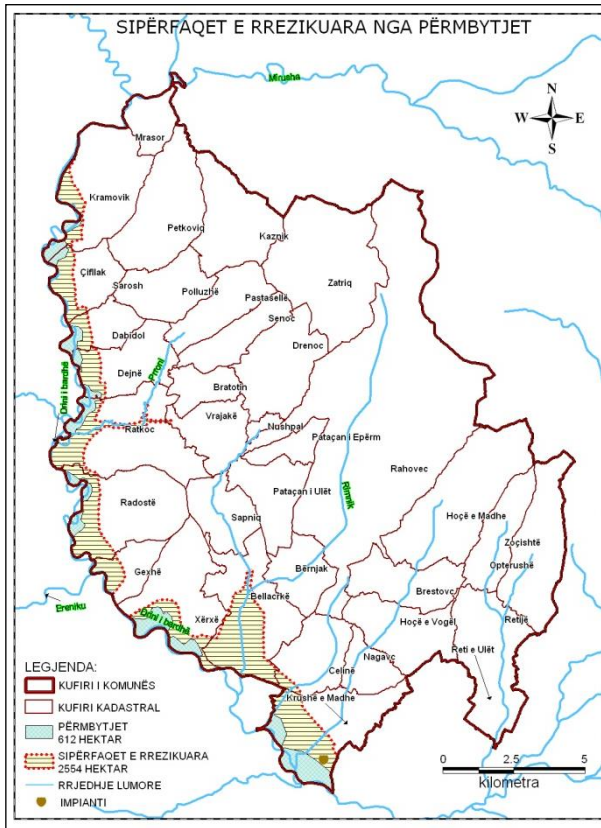 SIPËRFAQET E RREZIKUARA NGA PËRMBYTJET
Mirusha
N
W E
S
Mrasor
Kramovik
Petkoviq
Kaznik
Çifllak
Sarosh
Polluzhë
Zatriq
Pastasellë
Senoc
Dabidol
Drenoc
Dejnë
Prroni
Drini i bardhë
Bratotin
Vrajakë
Ratkoc
Nushpal
Pataçan i Epërm
Rahovec
Rimnik
Radostë
Pataçan i Ulët
Sapniq
Hoçë e Madhe
Zoçishtë
Opterushë
Gexhë
Bërnjak
Bellacrkë
Brestovc
Ereniku
Drini i bardhë
Xërxë
Hoçë e Vogël
Retijë
Reti e Ulët
Nagavc
Celinë
Krushë e Madhe
LEGJENDA:
KUFIRI I KOMUNËS
KUFIRI KADASTRAL
PËRMBYTJET
612 HEKTAR
SIPËRFAQET E RREZIKUARA
2554 HEKTAR
RRJEDHJE LUMORE
IMPIANTI
0 2.5 5
kilometra